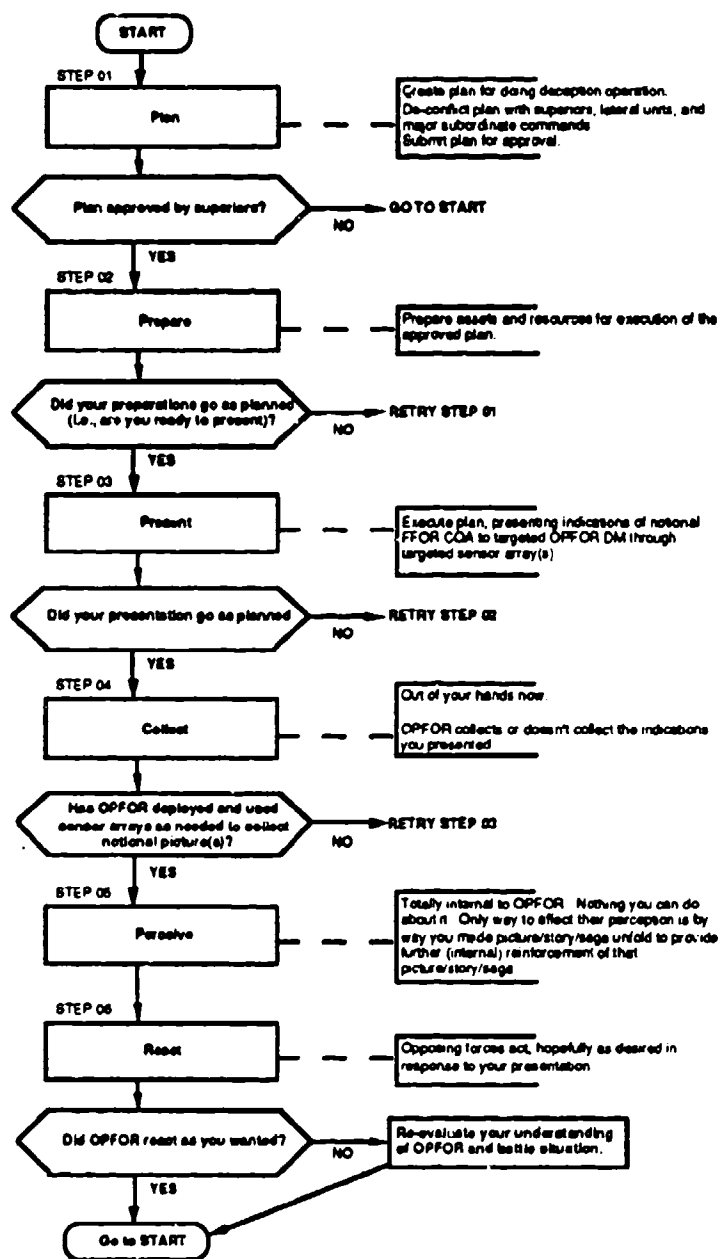 START
STEP 01
Plan
Create plan for doing deception operation.
De-conflict plan with superiors, lateral units, and
major subordinate commands
Submit plan for approval.
Plan approved by superiors?
NO
GO TO START
YES
STEP 02
Prepare
Prepare assets and resources for execution of the
approved plan.
Did your preparations go as planned
(i.e., are you ready to present)?
NO
RETRY STEP 01
YES
STEP 03
Present
Execute plan, presenting indications of notional
FFOR COA to targeted OPFOR DM through
targeted sensor array(s)
Did your presentation go as planned
NO
RETRY STEP 02
YES
STEP 04
Collect
Out of your hands now.
OPFOR collects or doesn't collect the indications
you presented
Has OPFOR deployed and used
sensor arrays as needed to collect
notional picture(s)?
NO
RETRY STEP 03
YES
STEP 05
Perceive
Totally internal to OPFOR Nothing you can do
about it Only way to affect their perception is by
way you made picture/story/saga unfold to provide
further (internal) reinforcement of that
picture/story/saga
STEP 06
React
Opposing forces act, hopefully as desired in
response to your presentation
Did OPFOR react as you wanted?
NO
Re-evaluate your understanding
of OPFOR and battle situation.
YES
Go to START